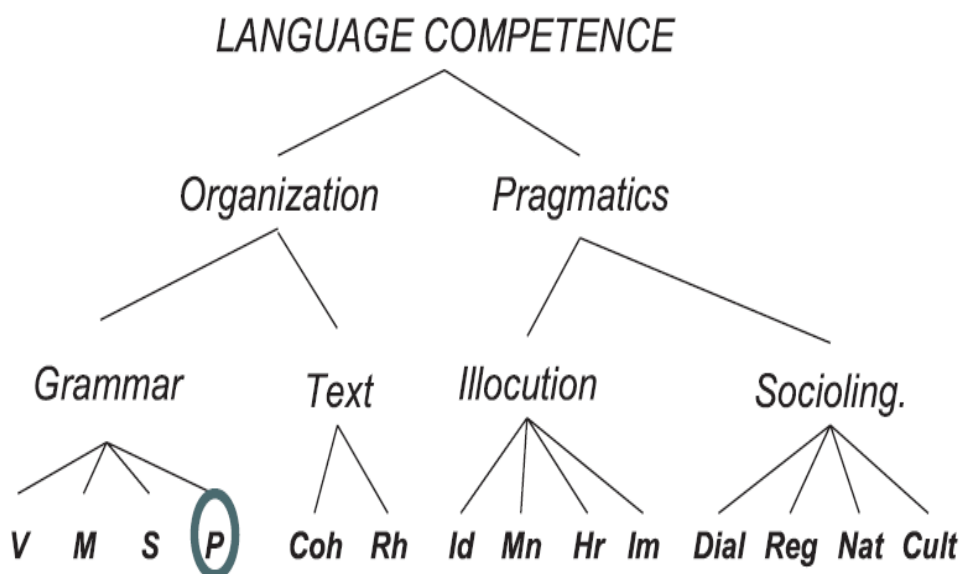 LANGUAGE COMPETENCE
Organization Pragmatics
Grammar Text Illocution Socioling.
V M S P Coh Rh Id Mn Hr Im Dial Reg Nat Cult